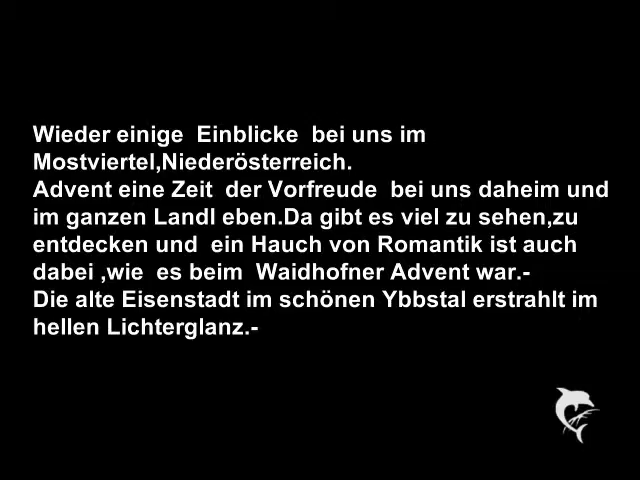 Wieder einige  Einblicke  bei uns im
Mostviertel,Niederösterreich.
Advent eine Zeit  der Vorfreude  bei uns daheim und
im ganzen Landl eben.Da gibt es viel zu sehen,zu
entdecken und  ein Hauch von Romantik ist auch
dabei ,wie  es beim  Waidhofner Advent war.-
Die alte Eisenstadt im schönen Ybbstal erstrahlt im
hellen Lichterglanz.-